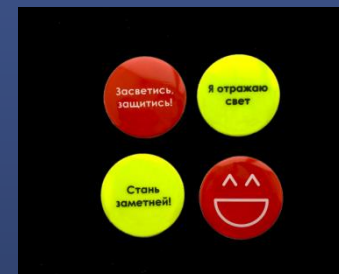 Засветись,
защитись!
Я отражаю
свет
Стань
заметней!